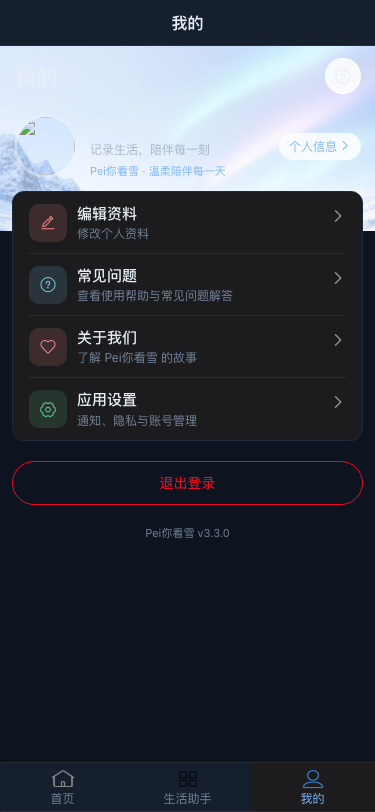 我的
我的
记录生活，陪伴每一刻
个人信息
Pei你看雪 · 温柔陪伴每一天
编辑资料
修改个人资料
常见问题
查看使用帮助与常见问题解答
关于我们
了解 Pei你看雪 的故事
应用设置
通知、隐私与账号管理
退出登录
Pei你看雪 v3.3.0
首页
生活助手
我的